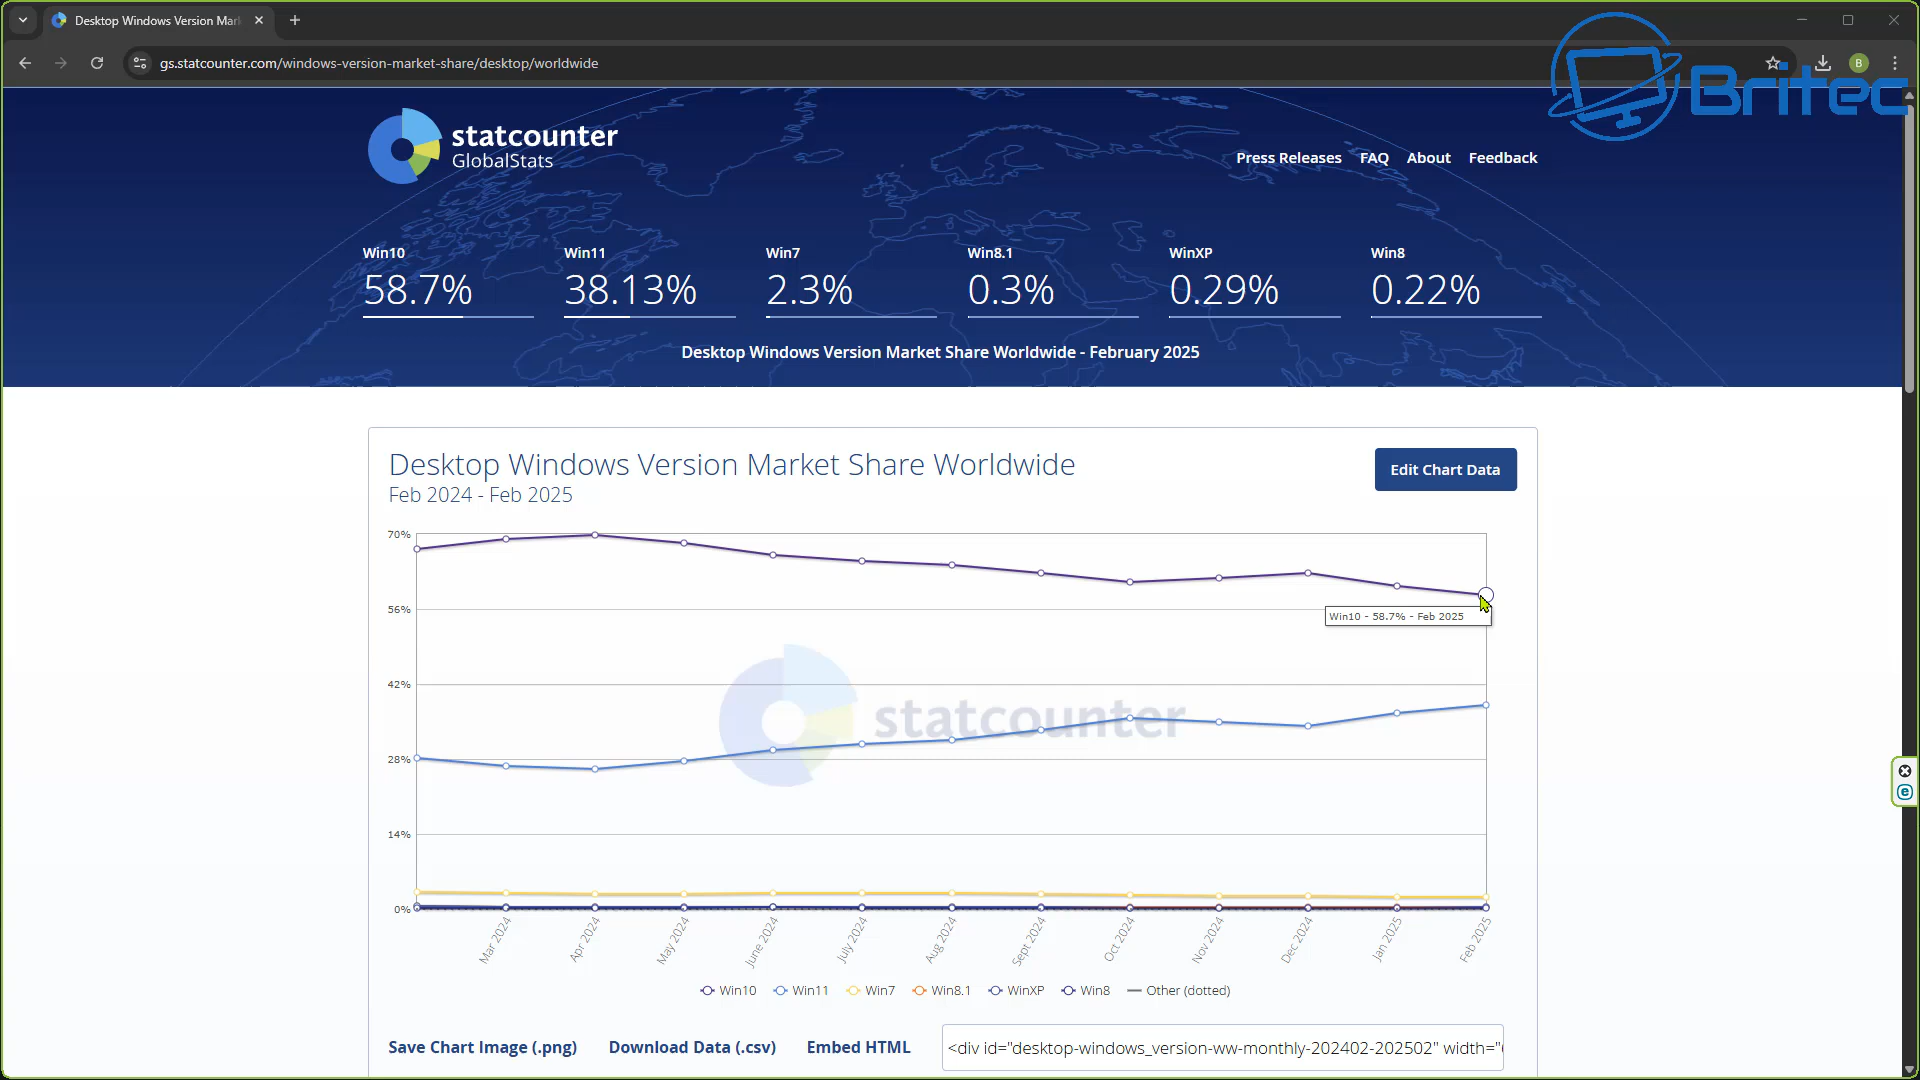 Desktop Windows Version Mar
gs.statcounter.com/windows-version-market-share/desktop/worldwide
B
Britec
statcounter
GlobalStats
Press Releases FAQ About Feedback
Win10 Win11 Win7 Win8.1 WinXP Win8
58.7% 38.13% 2.3% 0.3% 0.29% 0.22%
Desktop Windows Version Market Share Worldwide - February 2025
Desktop Windows Version Market Share Worldwide
Feb 2024 - Feb 2025
Edit Chart Data
70%
56%
Win10 - 58.7% - Feb 2025
42%
statcounter
28%
14%
0%
Mar 2024 Apr 2024 May 2024 June 2024 July 2024 Aug 2024 Sept 2024 Oct 2024 Nov 2024 Dec 2024 Jan 2025 Feb 2025
Win10 Win11 Win7 Win8.1 WinXP Win8 Other (dotted)
Save Chart Image (.png) Download Data (.csv) Embed HTML
<div id="desktop-windows_version-ww-monthly-202402-202502" width="